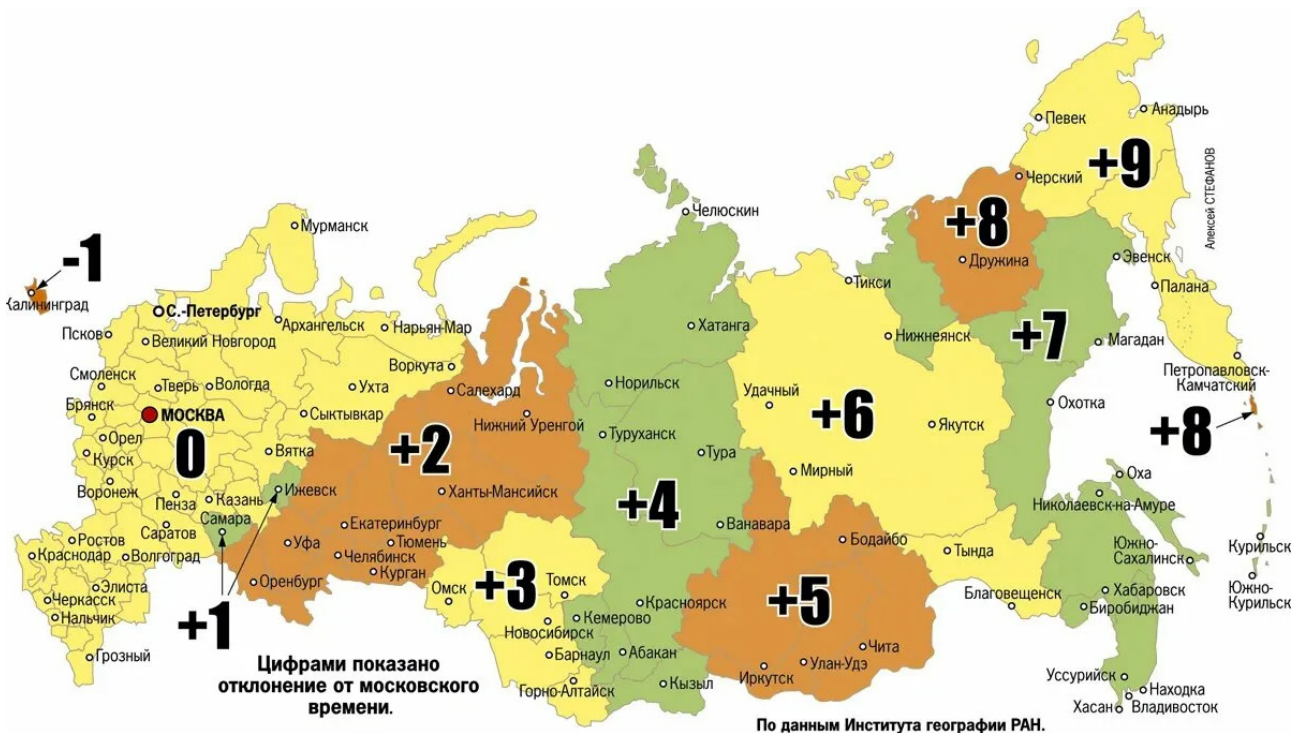 Анадырь
Певек
+9
Алексей СТЕФАНОВ
Черский
Челюскин
+8
Мурманск
Эвенск
-1
Дружина
Тикси
Палана
Калининград
С.-Петербург
Архангельск
Нарьян-Мар
Хатанга
Псков
Великий Новгород
Нижнеянск
+7
Магадан
Воркута
Петропавловск-
Камчатский
Смоленск
Тверь
Вологда
Ухта
Салехард
Норильск
Удачный
Брянск
МОСКВА
Сыктывкар
Нижний Уренгой
+6
Охотка
Якутск
+8
Орел
0
Туруханск
Курск
Вятка
+2
Тура
Мирный
Оха
Воронеж
Ижевск
Ханты-Мансийск
Николаевск-на-Амуре
Пенза
Казань
+4
Самара
Саратов
Екатеринбург
Ванавара
Ростов
Уфа
Тюмень
Бодайбо
Курильск
Краснодар
Волгоград
Челябинск
Тында
Южно-
Сахалинск
Курган
Южно-
Курильск
Элиста
Оренбург
Омск
+3
Томск
Черкасск
Красноярск
+5
Благовещенск
Хабаровск
Нальчик
+1
Новосибирск
Кемерово
Биробиджан
Грозный
Барнаул
Абакан
Чита
Улан-Удэ
Иркутск
Горно-Алтайск
Кызыл
Уссурийск
Находка
Хасан
Владивосток
Цифрами показано
отклонение от московского
времени.
По данным Института географии РАН.